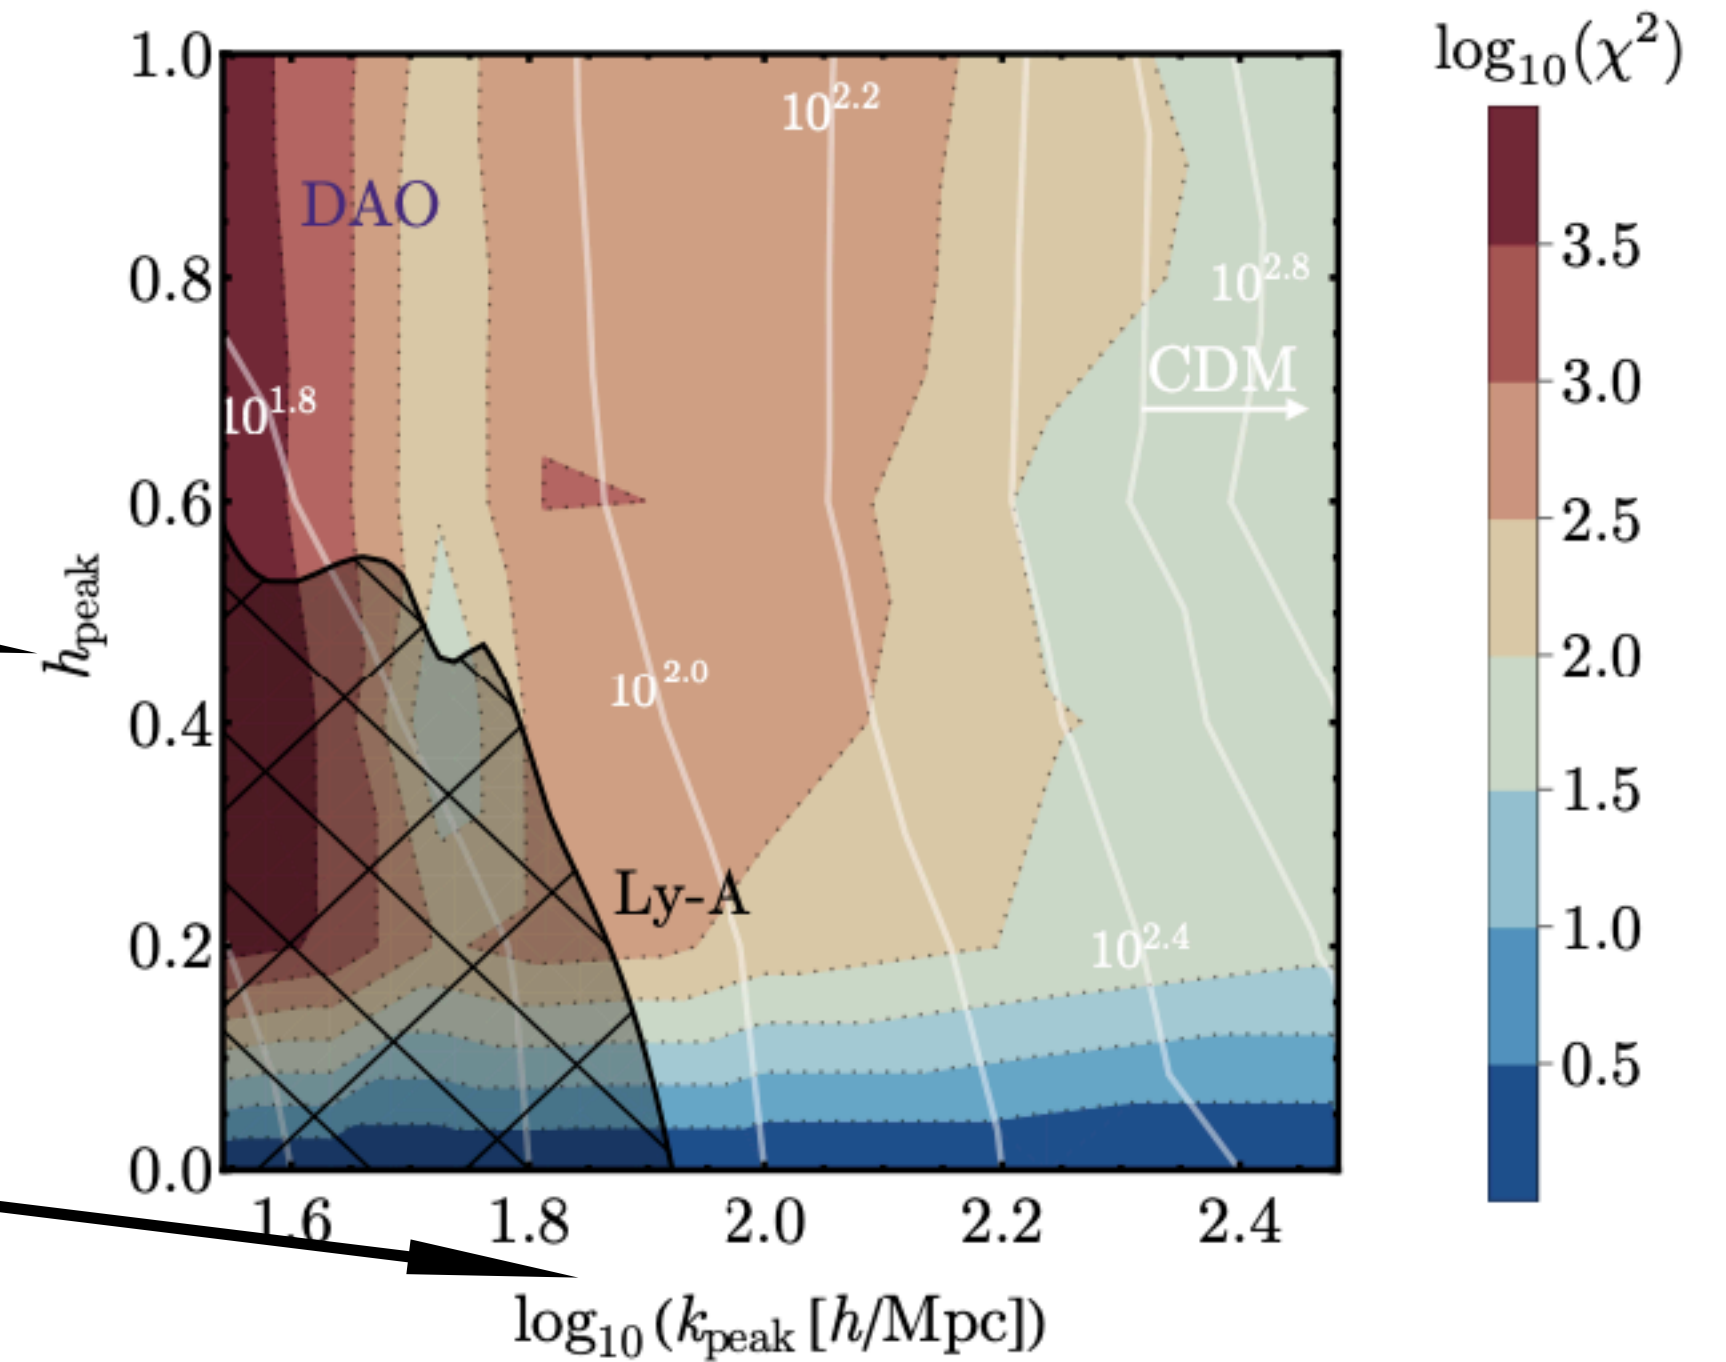 log₁₀(χ²)
1.0
0.8
0.6
0.4
0.2
0.0
h_peak
DAO
10^2.2
10^2.8
CDM
10^1.8
10^2.0
Ly-A
10^2.4
3.5
3.0
2.5
2.0
1.5
1.0
0.5
1.6 1.8 2.0 2.2 2.4
log₁₀(k_peak [h/Mpc])